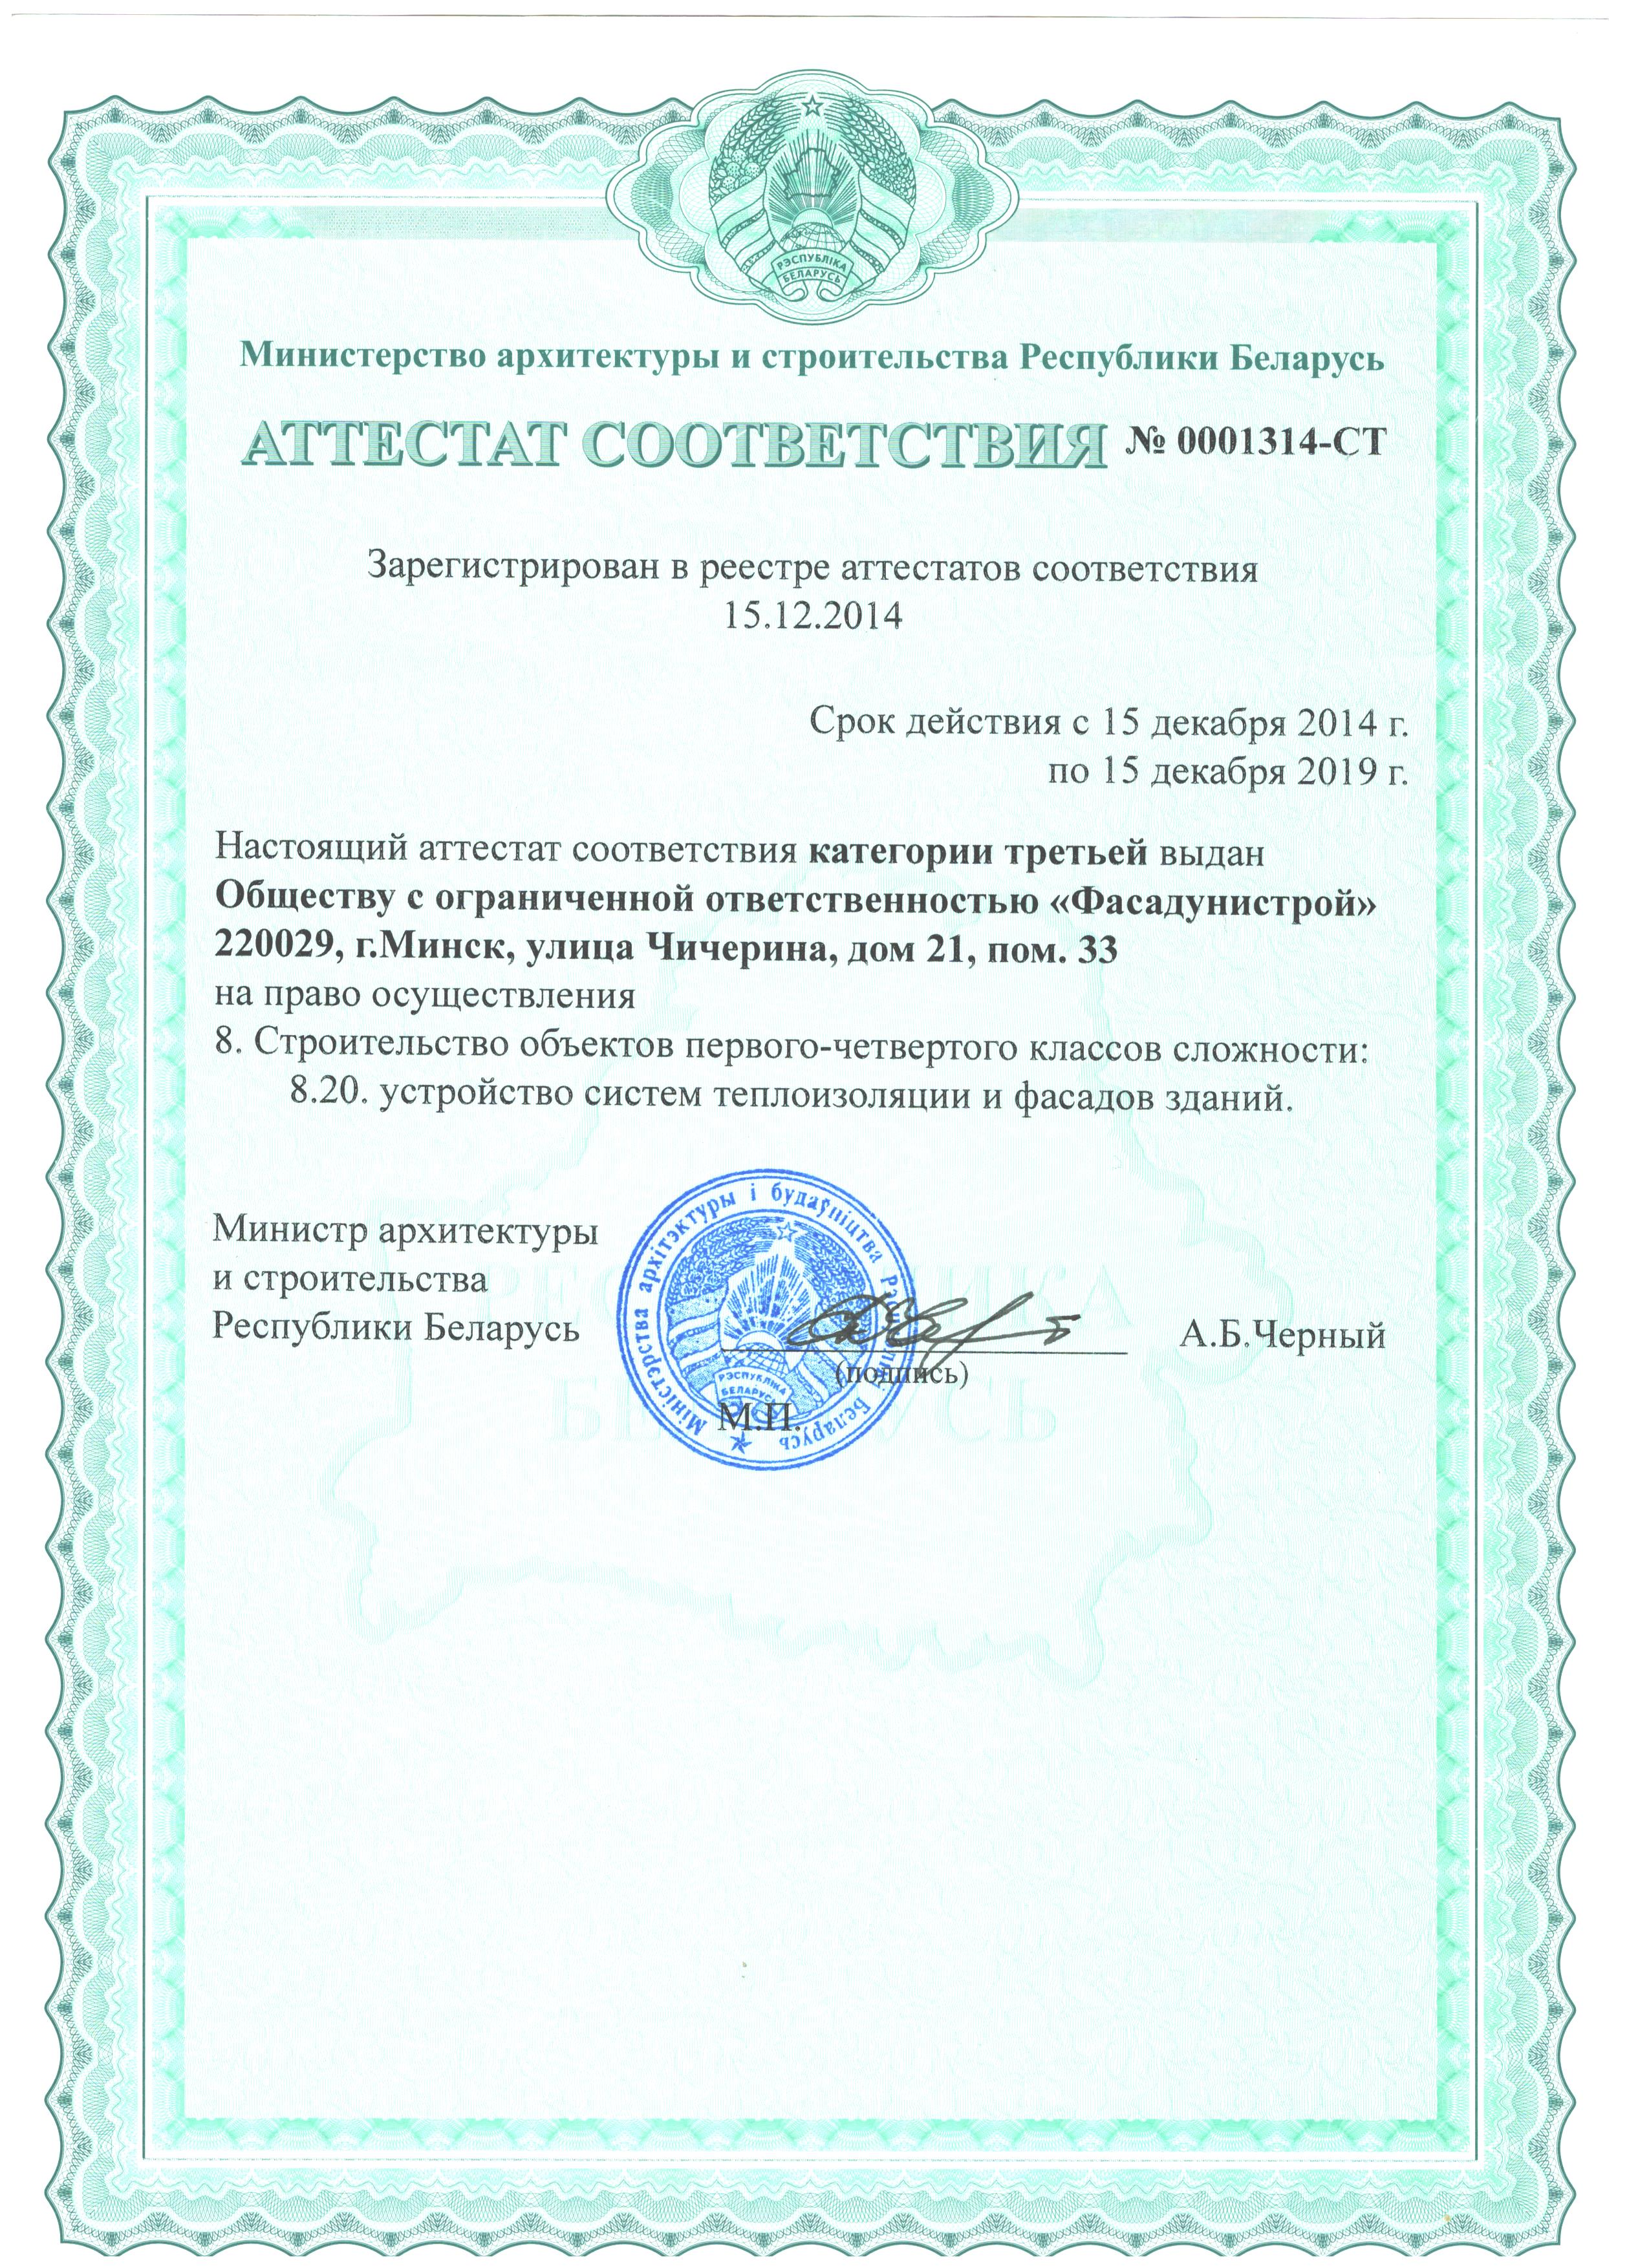 РЭСПУБЛІКА
БЕЛАРУСЬ
Министерство архитектуры и строительства Республики Беларусь
АТТЕСТАТ СООТВЕТСТВИЯ № 0001314-СТ
Зарегистрирован в реестре аттестатов соответствия
15.12.2014
Срок действия с 15 декабря 2014 г.
по 15 декабря 2019 г.
Настоящий аттестат соответствия категории третьей выдан
Обществу с ограниченной ответственностью «Фасадунистрой»
220029, г.Минск, улица Чичерина, дом 21, пом. 33
на право осуществления
8. Строительство объектов первого-четвертого классов сложности:
8.20. устройство систем теплоизоляции и фасадов зданий.
Министр архитектуры
и строительства
Республики Беларусь
А.Б.Черный
(подпись)
М.П.
Міністэрства архітэктуры і будаўніцтва Рэспублікі Беларусь
РЭСПУБЛІКА
БЕЛАРУСЬ